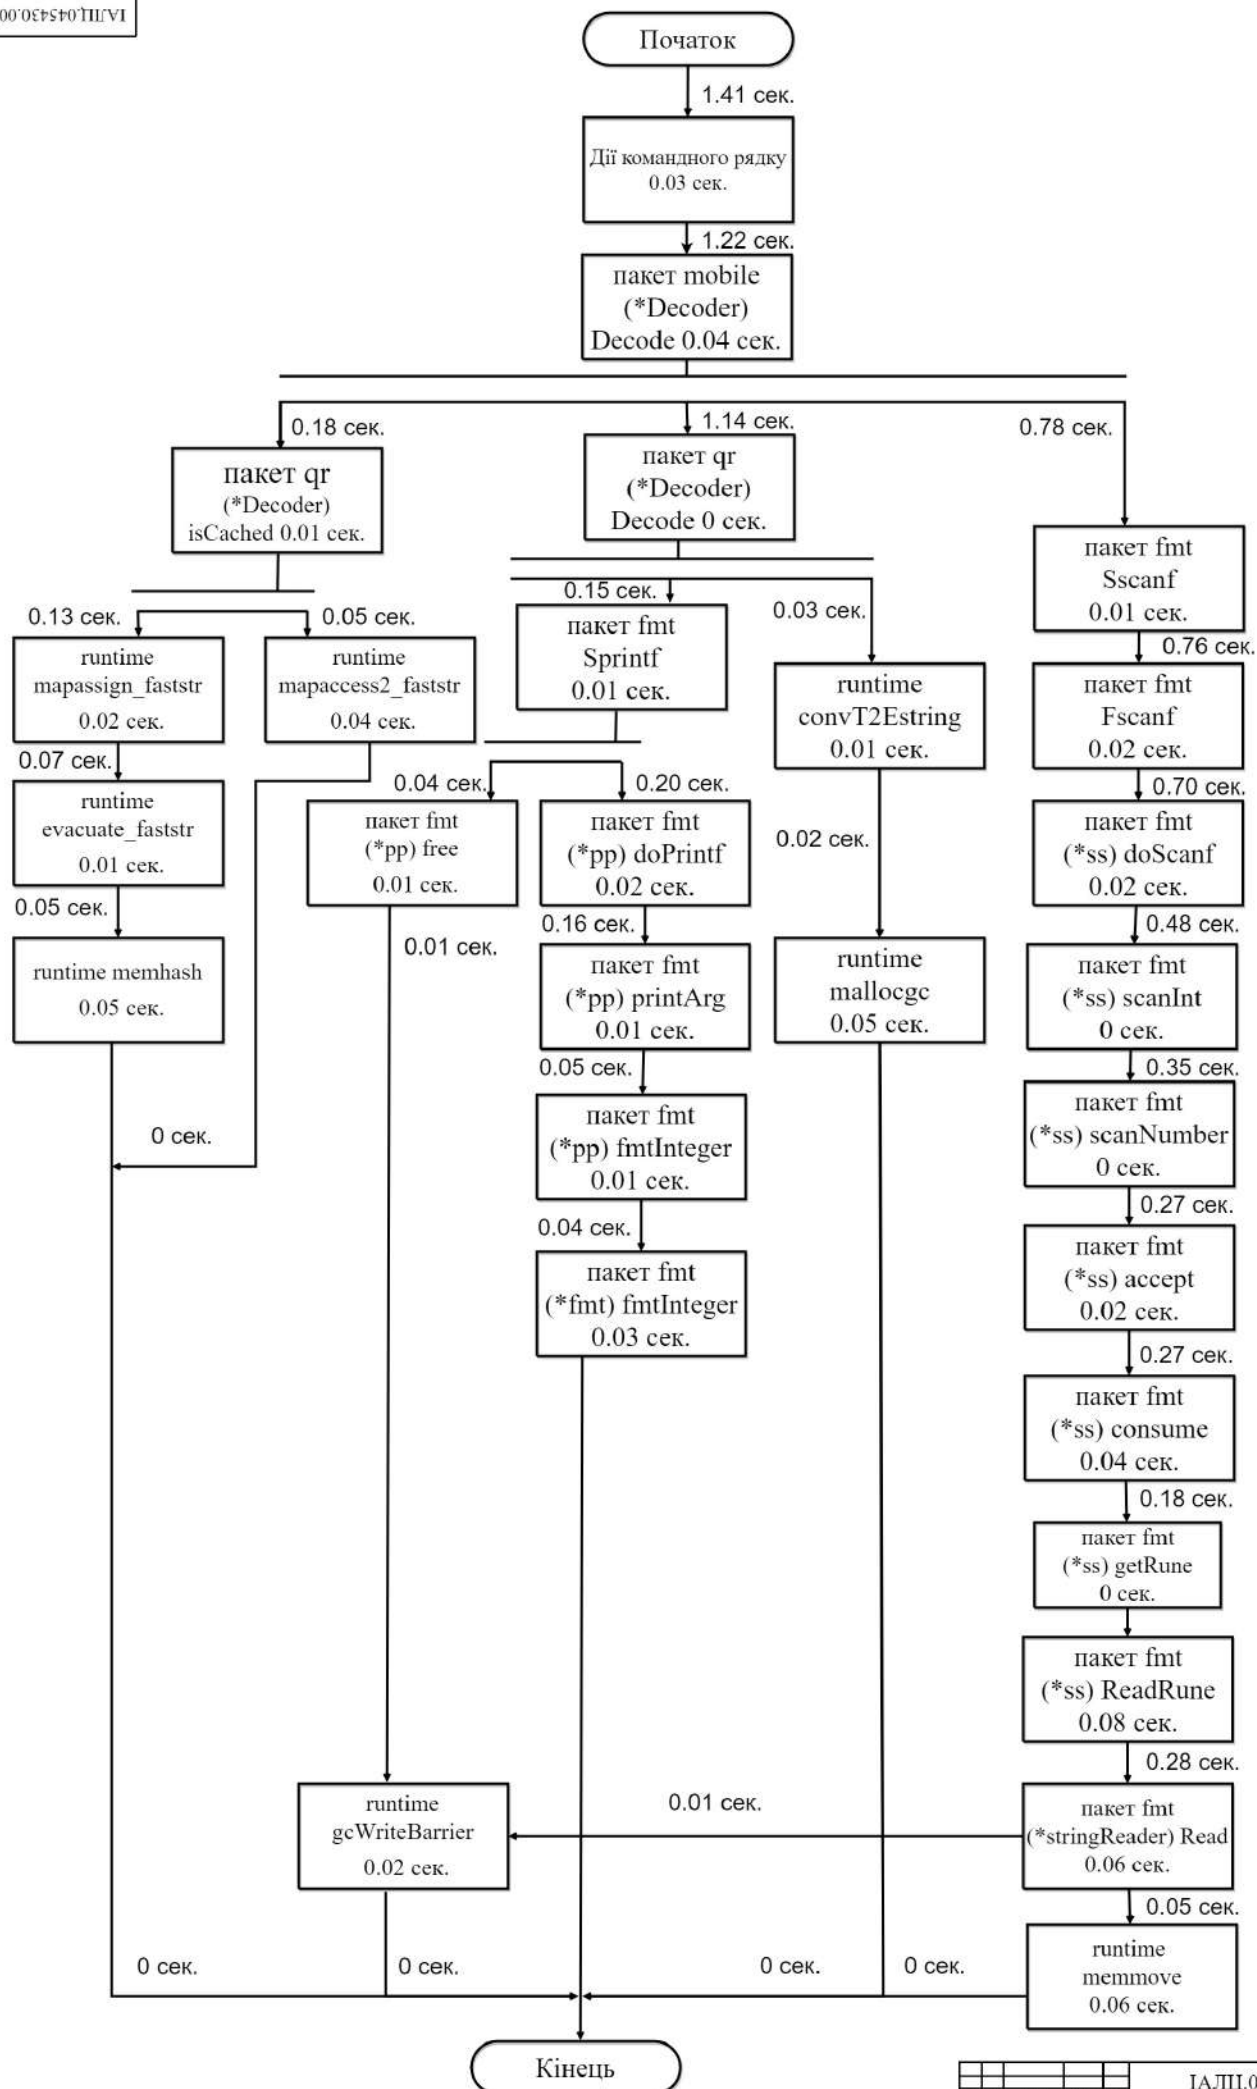 ІАЛЦ.045430.00
Початок
1.41 сек.
Дії командного рядку
0.03 сек.
1.22 сек.
пакет mobile
(*Decoder)
Decode 0.04 сек.
0.18 сек.
1.14 сек.
0.78 сек.
пакет qr
(*Decoder)
isCached 0.01 сек.
пакет qr
(*Decoder)
Decode 0 сек.
пакет fmt
Sscanf
0.01 сек.
0.13 сек.
0.05 сек.
0.15 сек.
0.03 сек.
0.76 сек.
runtime
mapassign_faststr
0.02 сек.
runtime
mapaccess2_faststr
0.04 сек.
пакет fmt
Sprintf
0.01 сек.
runtime
convT2Estring
0.01 сек.
пакет fmt
Fscanf
0.02 сек.
0.07 сек.
0.04 сек.
0.20 сек.
0.70 сек.
runtime
evacuate_faststr
0.01 сек.
пакет fmt
(*pp) free
0.01 сек.
пакет fmt
(*pp) doPrintf
0.02 сек.
0.02 сек.
пакет fmt
(*ss) doScanf
0.02 сек.
0.05 сек.
0.01 сек.
0.16 сек.
0.48 сек.
runtime memhash
0.05 сек.
пакет fmt
(*pp) printArg
0.01 сек.
runtime
mallocgc
0.05 сек.
пакет fmt
(*ss) scanInt
0 сек.
0.05 сек.
0.35 сек.
0 сек.
пакет fmt
(*pp) fmtInteger
0.01 сек.
пакет fmt
(*ss) scanNumber
0 сек.
0.04 сек.
0.27 сек.
пакет fmt
(*fmt) fmtInteger
0.03 сек.
пакет fmt
(*ss) accept
0.02 сек.
0.27 сек.
пакет fmt
(*ss) consume
0.04 сек.
0.18 сек.
пакет fmt
(*ss) getRune
0 сек.
пакет fmt
(*ss) ReadRune
0.08 сек.
0.28 сек.
runtime
gcWriteBarrier
0.02 сек.
0.01 сек.
пакет fmt
(*stringReader) Read
0.06 сек.
0.05 сек.
0 сек.
0 сек.
0 сек.
0 сек.
runtime
memmove
0.06 сек.
Кінець
ІАЛЦ.0